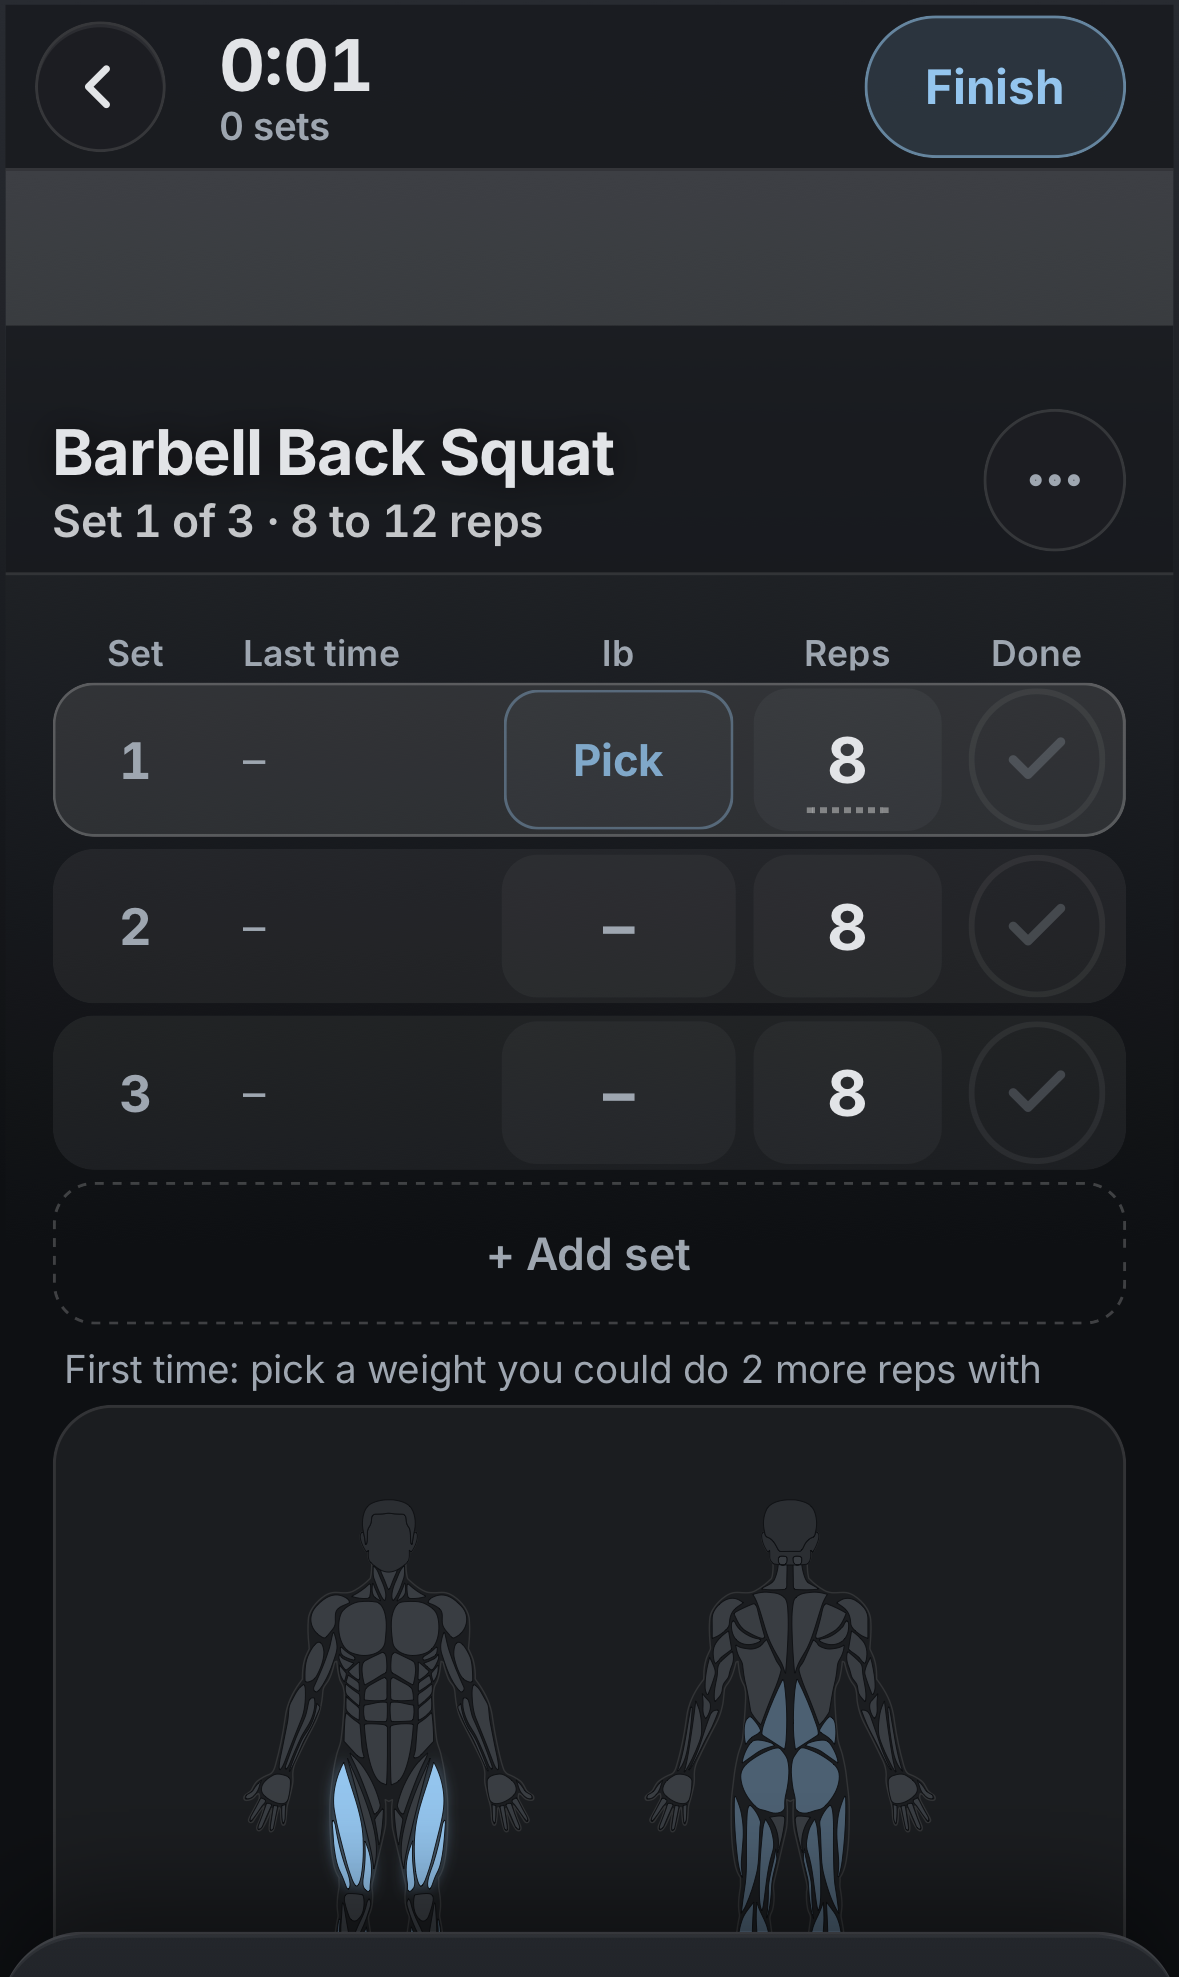 0:01
0 sets
Finish
Barbell Back Squat
Set 1 of 3 · 8 to 12 reps
Set Last time lb Reps Done
1 – Pick 8
2 – – 8
3 – – 8
+ Add set
First time: pick a weight you could do 2 more reps with